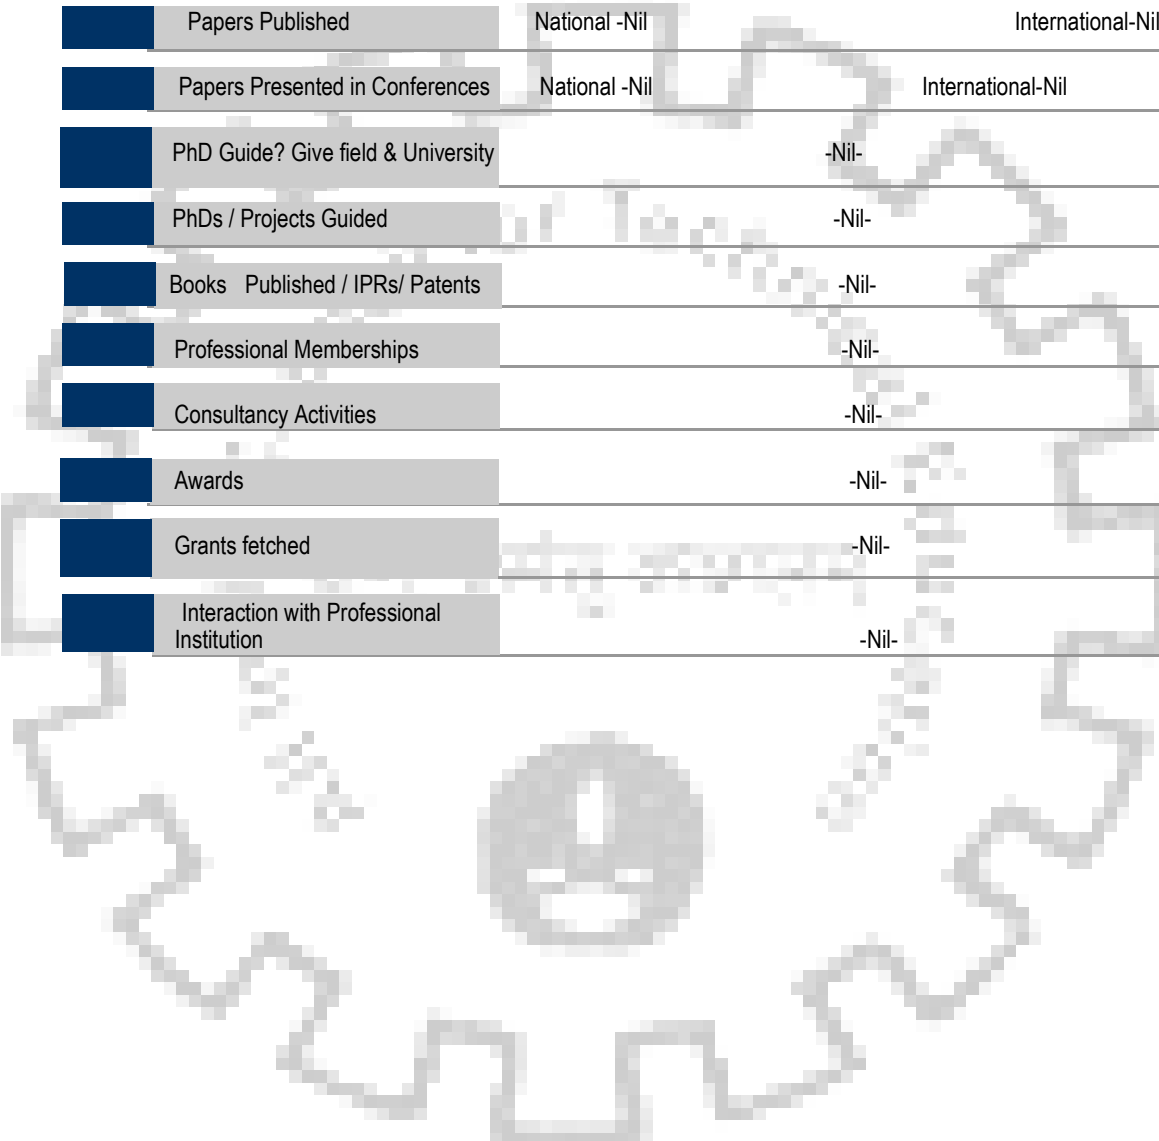 Papers Published National -Nil International-Nil
Papers Presented in Conferences National -Nil International-Nil
PhD Guide? Give field & University -Nil-
PhDs / Projects Guided -Nil-
Books Published / IPRs/ Patents -Nil-
Professional Memberships -Nil-
Consultancy Activities -Nil-
Awards -Nil-
Grants fetched -Nil-
Interaction with Professional
Institution -Nil-